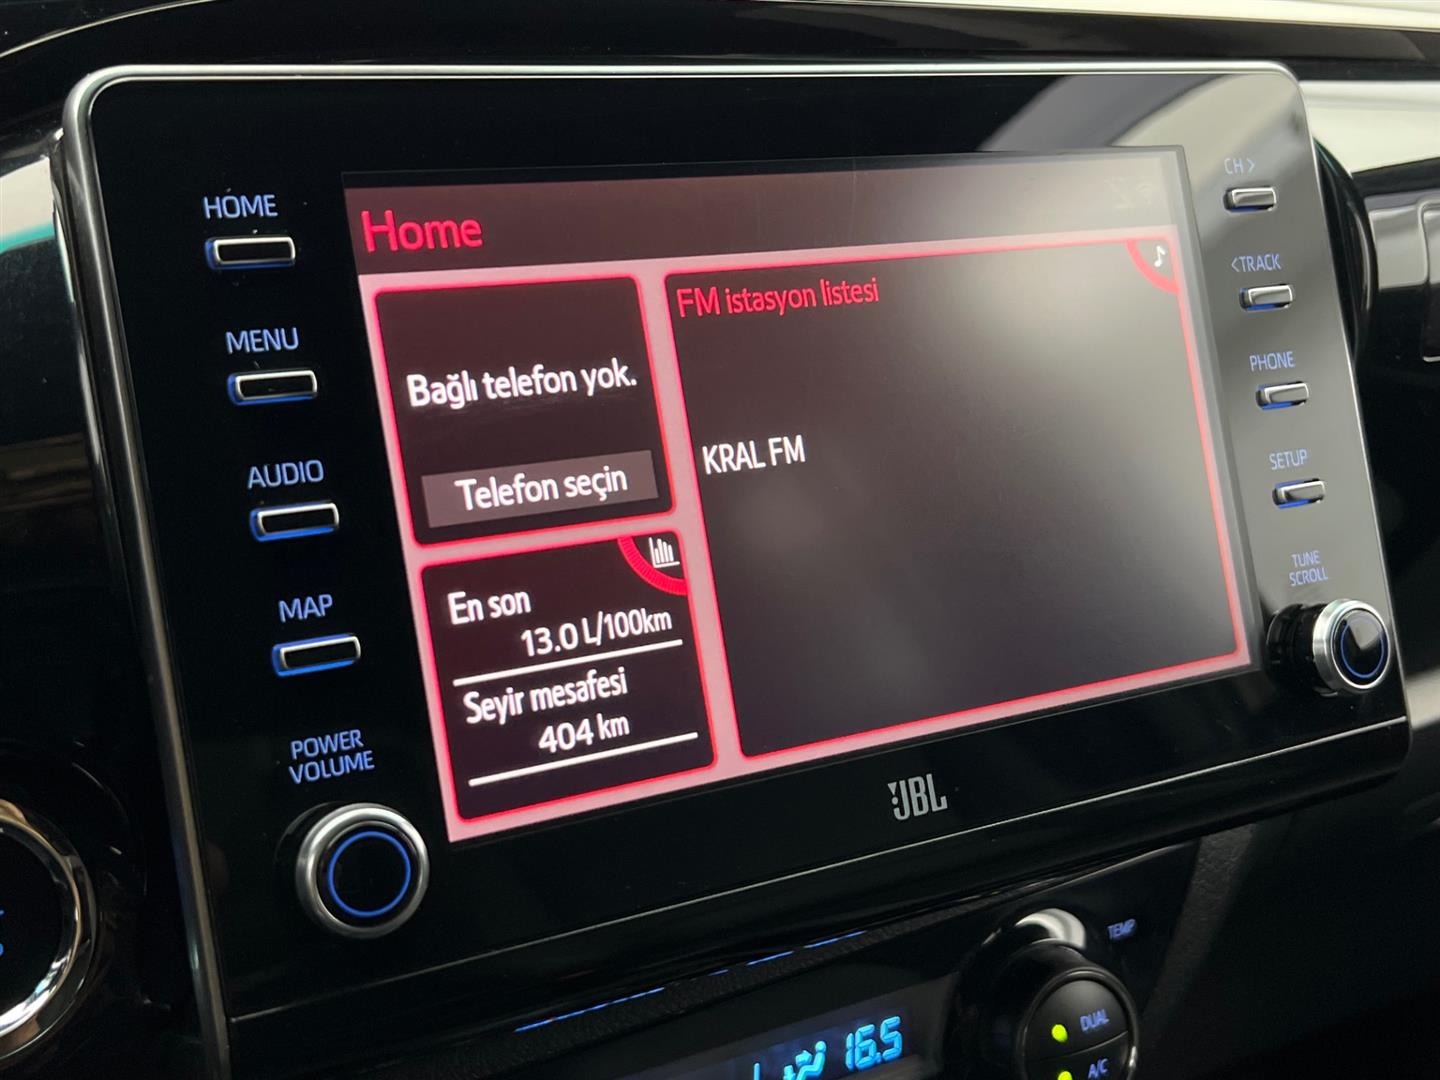 HOME
MENU
AUDIO
MAP
POWER
VOLUME
Home
Bağlı telefon yok.
Telefon seçin
En son
13.0 L/100km
Seyir mesafesi
404 km
FM istasyon listesi
KRAL FM
CH >
<TRACK
PHONE
SETUP
TUNE
SCROLL
JBL
TEMP
16.5
DUAL
A/C